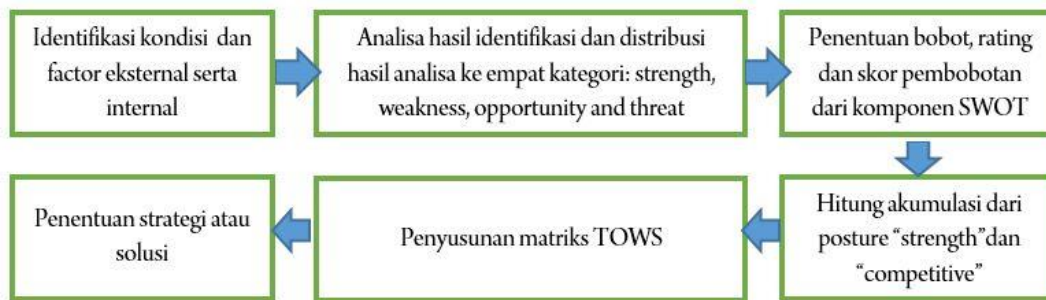 Identifikasi kondisi dan
factor eksternal serta
internal
Analisa hasil identifikasi dan distribusi
hasil analisa ke empat kategori: strength,
weakness, opportunity and threat
Penentuan bobot, rating
dan skor pembobotan
dari komponen SWOT
Hitung akumulasi dari
posture “strength”dan
“competitive”
Penyusunan matriks TOWS
Penentuan strategi atau
solusi